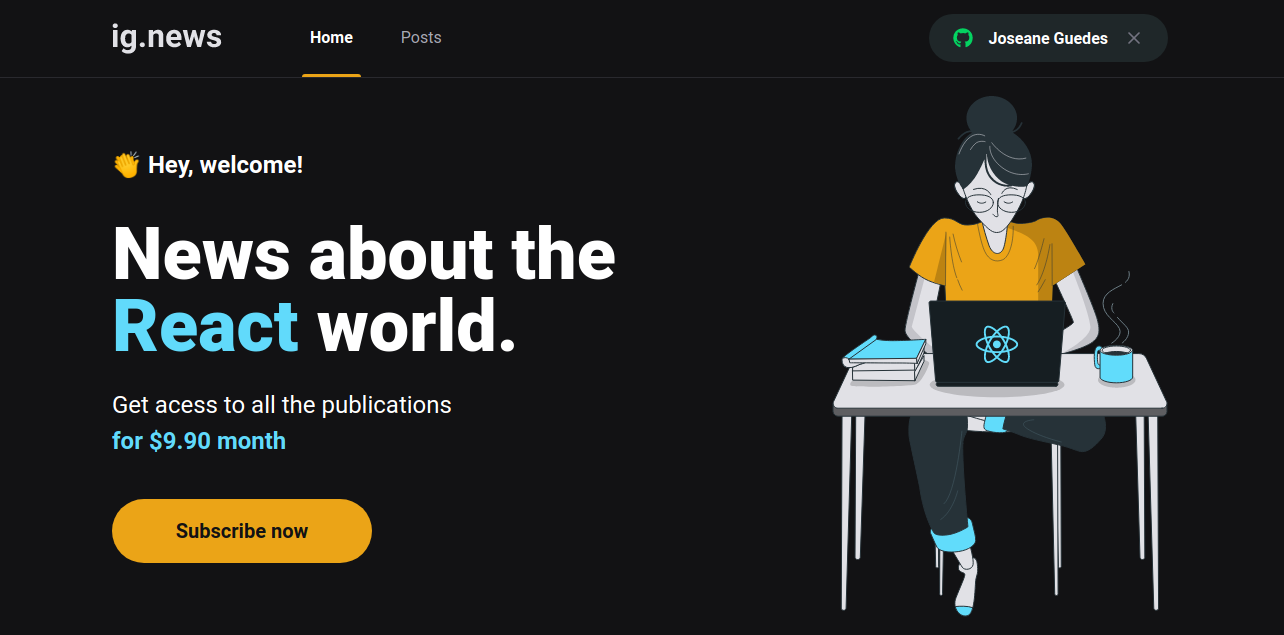 ig.news
Home
Posts
Joseane Guedes
👏 Hey, welcome!
News about the
React world.
Get acess to all the publications
for $9.90 month
Subscribe now